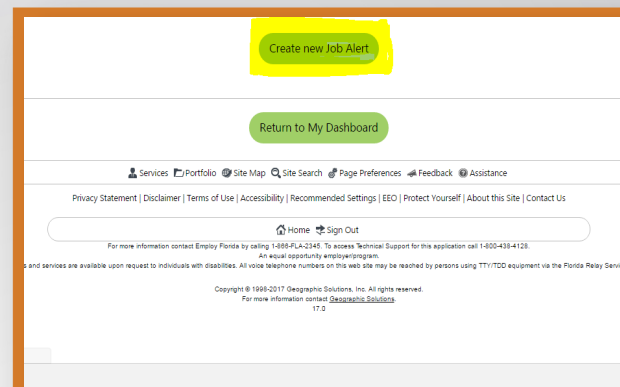 Create new Job Alert
Return to My Dashboard
Services Portfolio Site Map Site Search Page Preferences Feedback Assistance
Privacy Statement | Disclaimer | Terms of Use | Accessibility | Recommended Settings | EEO | Protect Yourself | About this Site | Contact Us
Home Sign Out
For more information contact Employ Florida by calling 1-866-FLA-2345. To access Technical Support for this application call 1-800-438-4128.
An equal opportunity employer/program.
s and services are available upon request to individuals with disabilities. All voice telephone numbers on this web site may be reached by persons using TTY/TDD equipment via the Florida Relay Servi
Copyright © 1998-2017 Geographic Solutions, Inc. All rights reserved.
For more information contact Geographic Solutions.
17.0